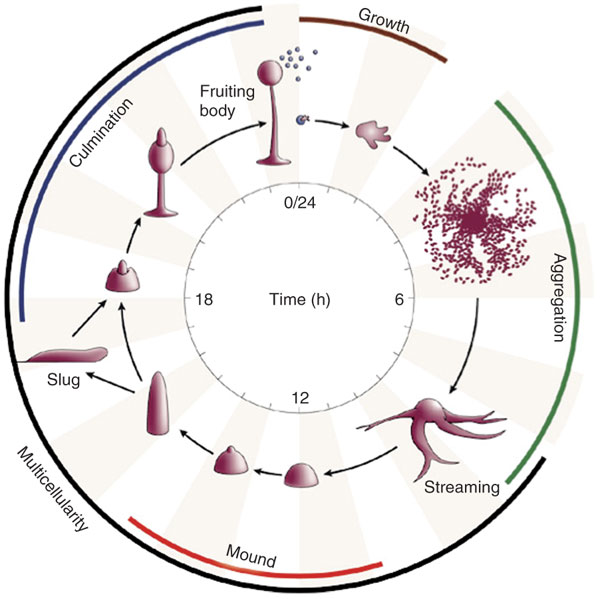 Growth
Fruiting
body
Culmination
0/24
Aggregation
18
Time (h)
6
12
Slug
Streaming
Multicellularity
Mound